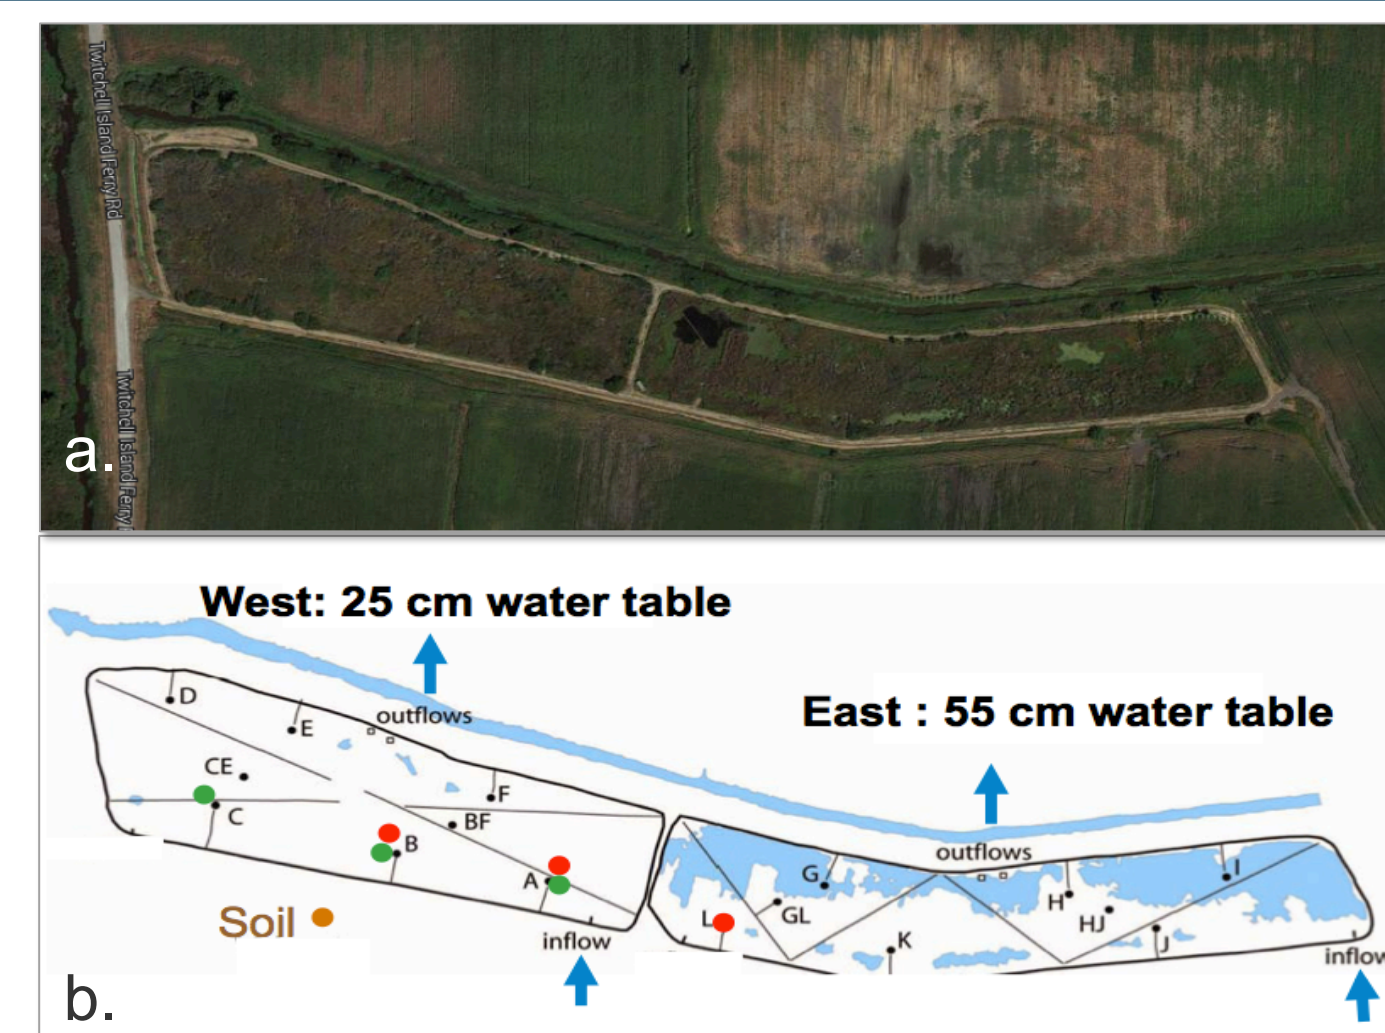 Twitchell Island Ferry Rd
Twitchell Island Ferry
a.
West: 25 cm water table
East : 55 cm water table
outflows
D
E
CE
C
F
BF
B
A
outflows
G
GL
L
H
HJ
I
J
K
Soil
inflow
inflow
b.